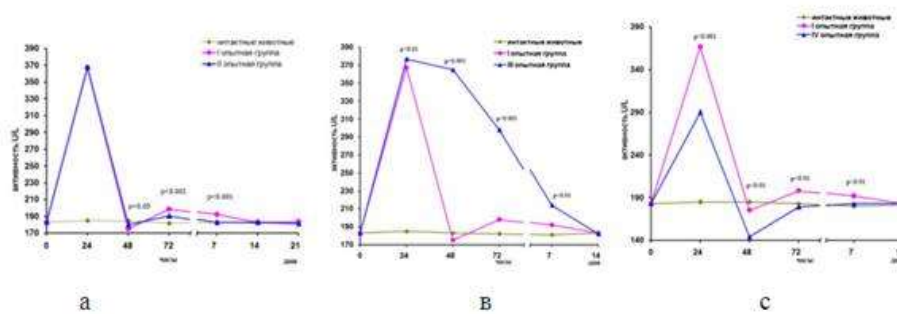 интактные животные
I опытная группа
II опытная группа
активность U/L
390
370
350
330
310
290
270
250
230
210
190
170
p<0.05
p<0.001
p<0.001
0 24 48 72 7 14 21
часы дни
а
интактные животные
I опытная группа
III опытная группа
активность U/L
390
370
350
330
310
290
270
250
230
210
190
170
p<0.05
p<0.001
p<0.001
p<0.01
0 24 48 72 7 14
часы дни
в
интактные животные
I опытная группа
IV опытная группа
активность U/L
390
340
290
240
190
140
p<0.001
p<0.01
p<0.01
p<0.01
0 24 48 72 7
часы дни
с